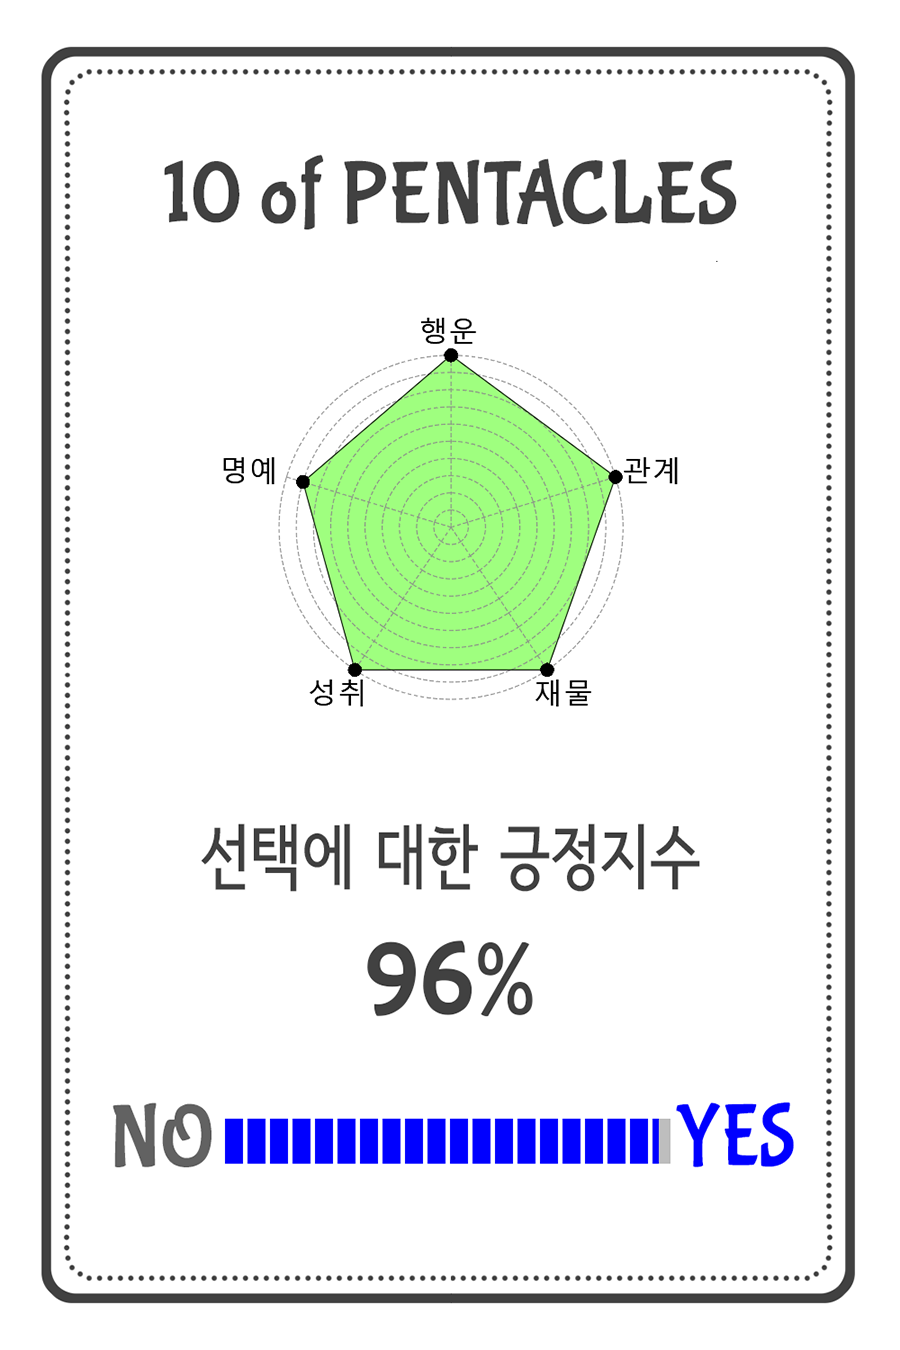 10 of PENTACLES
행운
명예
관계
성취
재물
선택에 대한 긍정지수
96%
NO YES